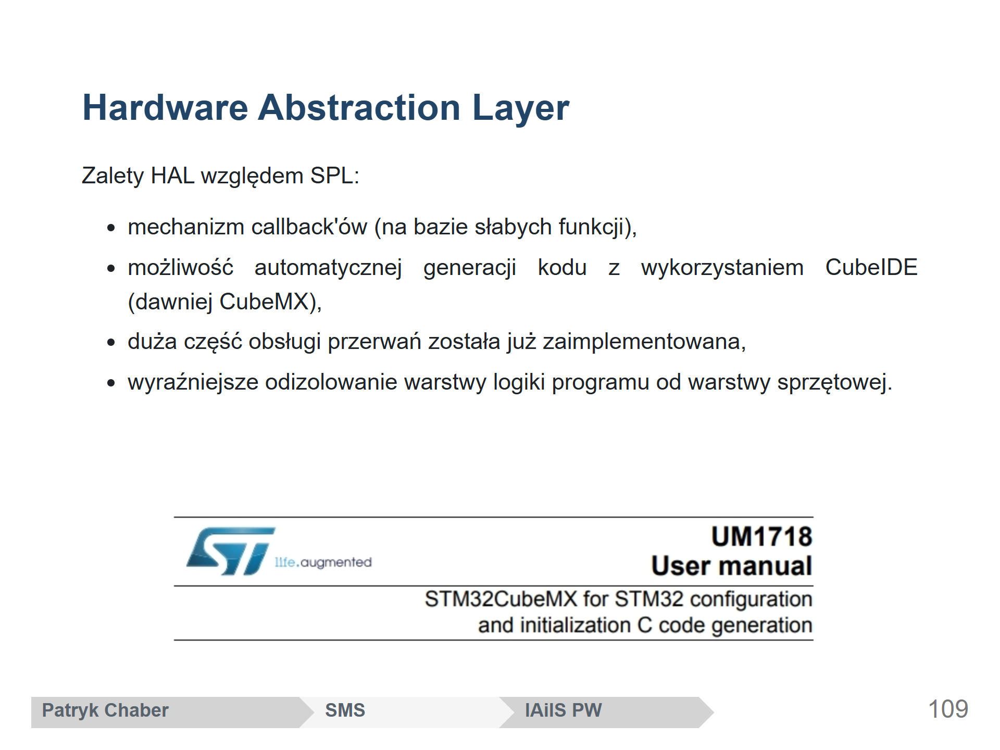 Hardware Abstraction Layer
Zalety HAL względem SPL:
mechanizm callback'ów (na bazie słabych funkcji),
możliwość automatycznej generacji kodu z wykorzystaniem CubeIDE
(dawniej CubeMX),
duża część obsługi przerwań została już zaimplementowana,
wyraźniejsze odizolowanie warstwy logiki programu od warstwy sprzętowej.
ST life.augmented
UM1718
User manual
STM32CubeMX for STM32 configuration
and initialization C code generation
Patryk Chaber
SMS
IAiIS PW
109